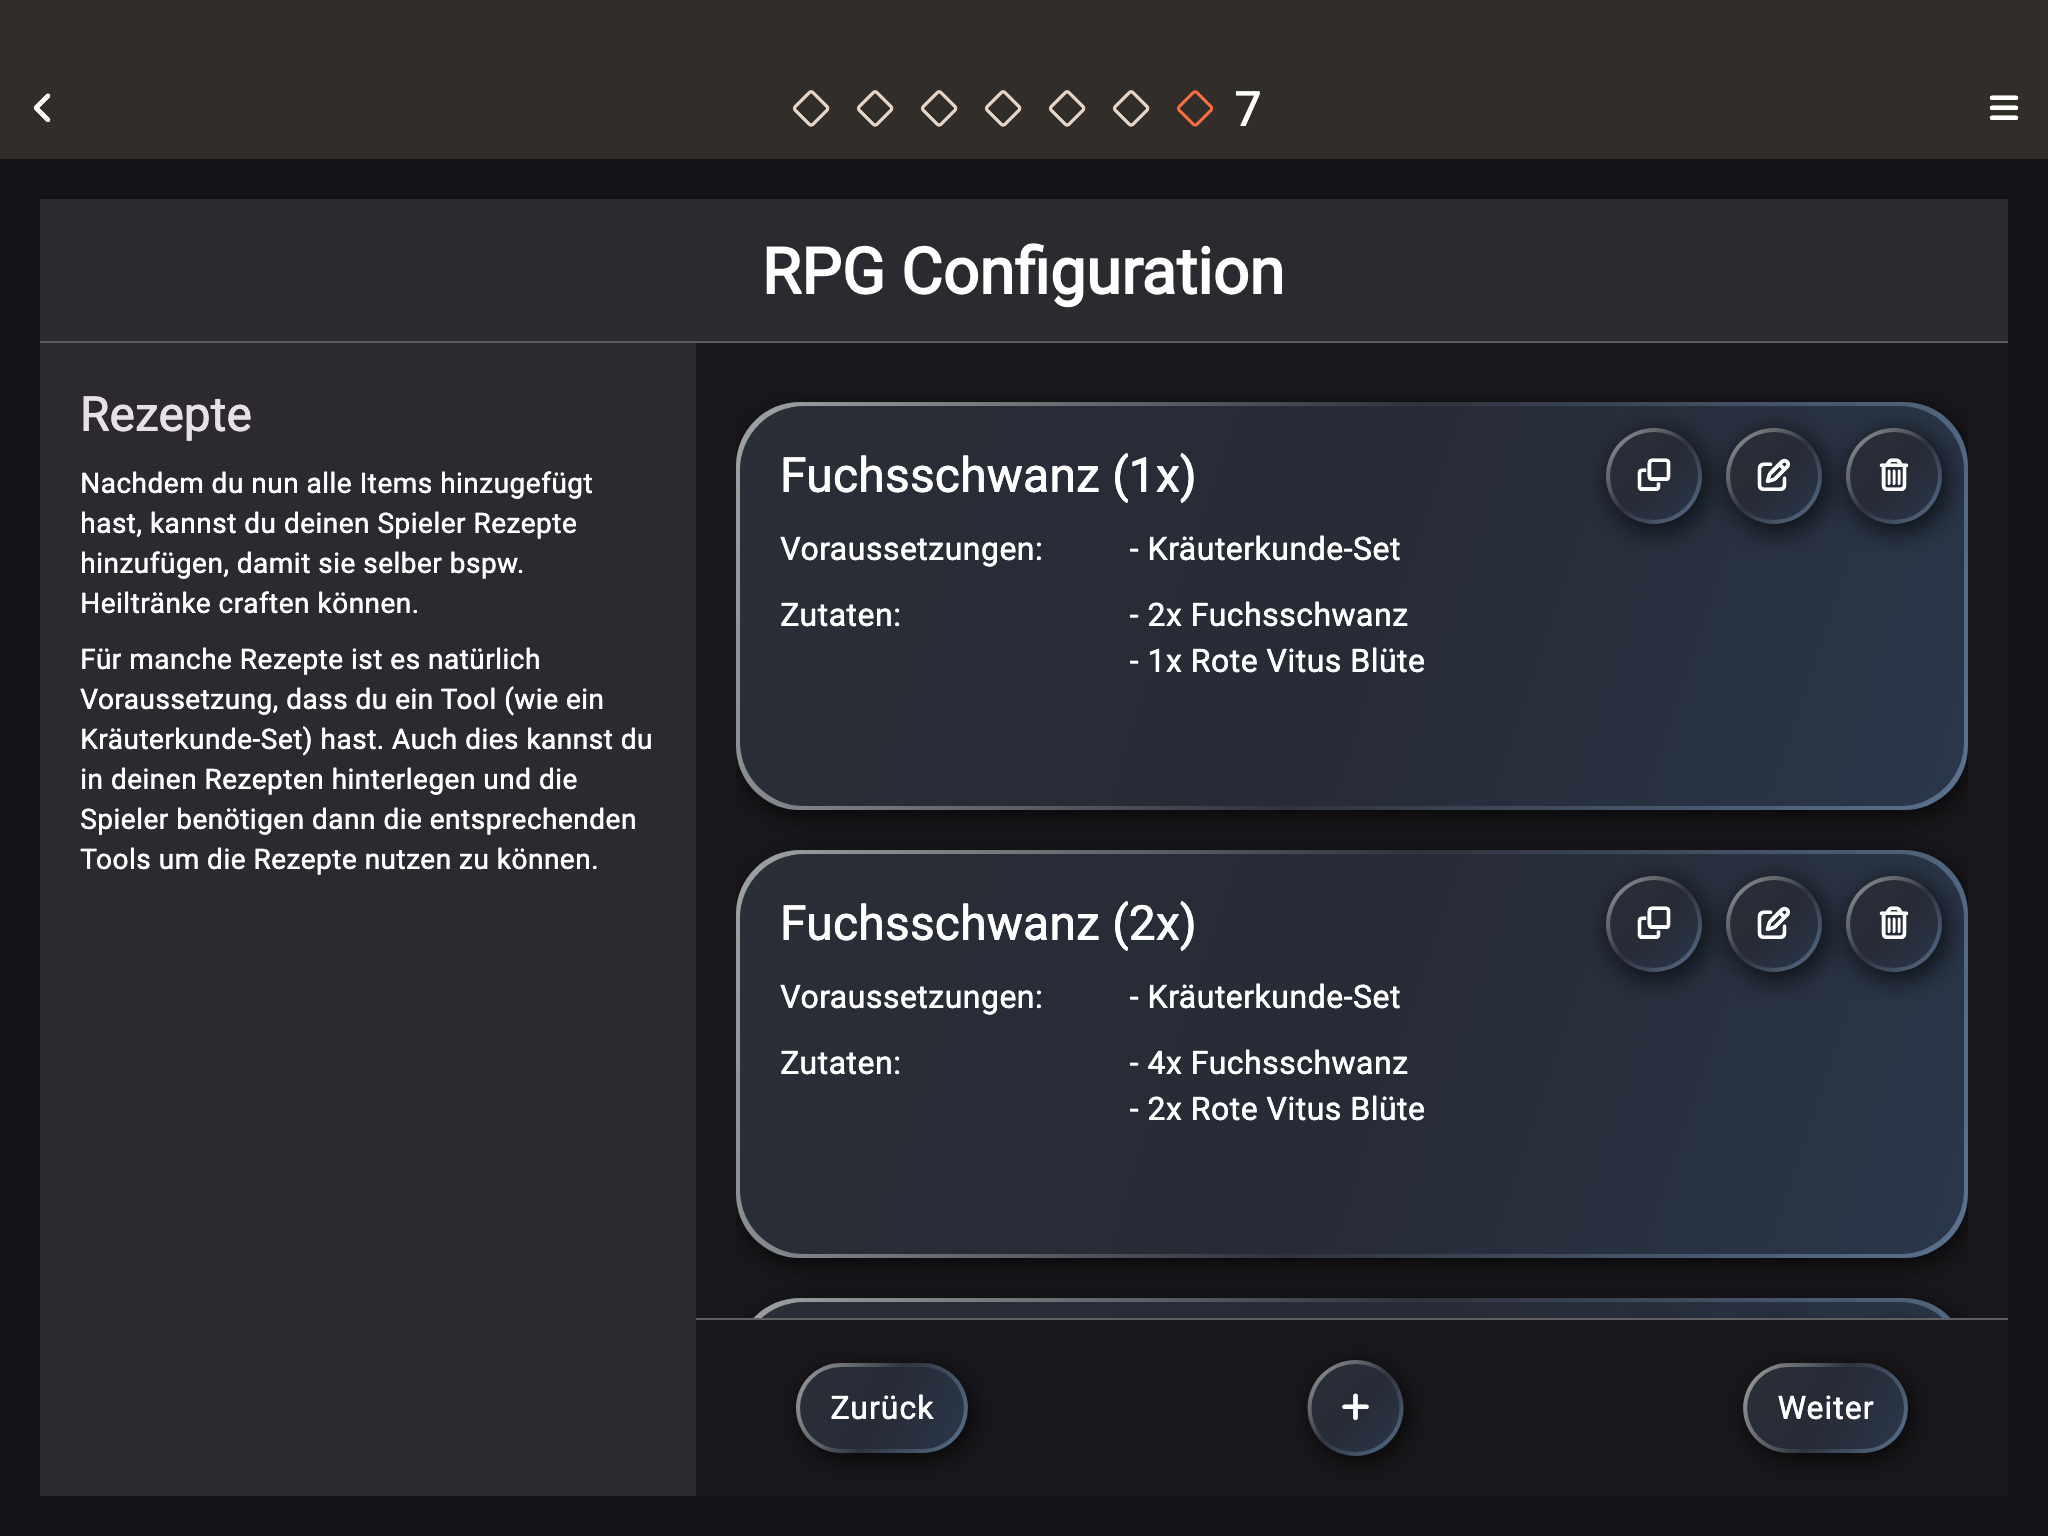 7
RPG Configuration
Rezepte
Nachdem du nun alle Items hinzugefügt
hast, kannst du deinen Spieler Rezepte
hinzufügen, damit sie selber bspw.
Heiltränke craften können.
Für manche Rezepte ist es natürlich
Voraussetzung, dass du ein Tool (wie ein
Kräuterkunde-Set) hast. Auch dies kannst du
in deinen Rezepten hinterlegen und die
Spieler benötigen dann die entsprechenden
Tools um die Rezepte nutzen zu können.
Fuchsschwanz (1x)
Voraussetzungen: - Kräuterkunde-Set
Zutaten: - 2x Fuchsschwanz
- 1x Rote Vitus Blüte
Fuchsschwanz (2x)
Voraussetzungen: - Kräuterkunde-Set
Zutaten: - 4x Fuchsschwanz
- 2x Rote Vitus Blüte
Zurück + Weiter